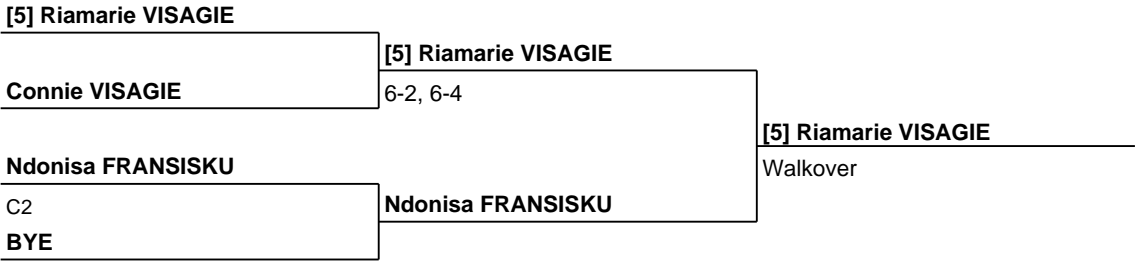 [5] Riamarie VISAGIE
[5] Riamarie VISAGIE
Connie VISAGIE
6-2, 6-4
[5] Riamarie VISAGIE
Ndonisa FRANSISKU
Walkover
C2
Ndonisa FRANSISKU
BYE